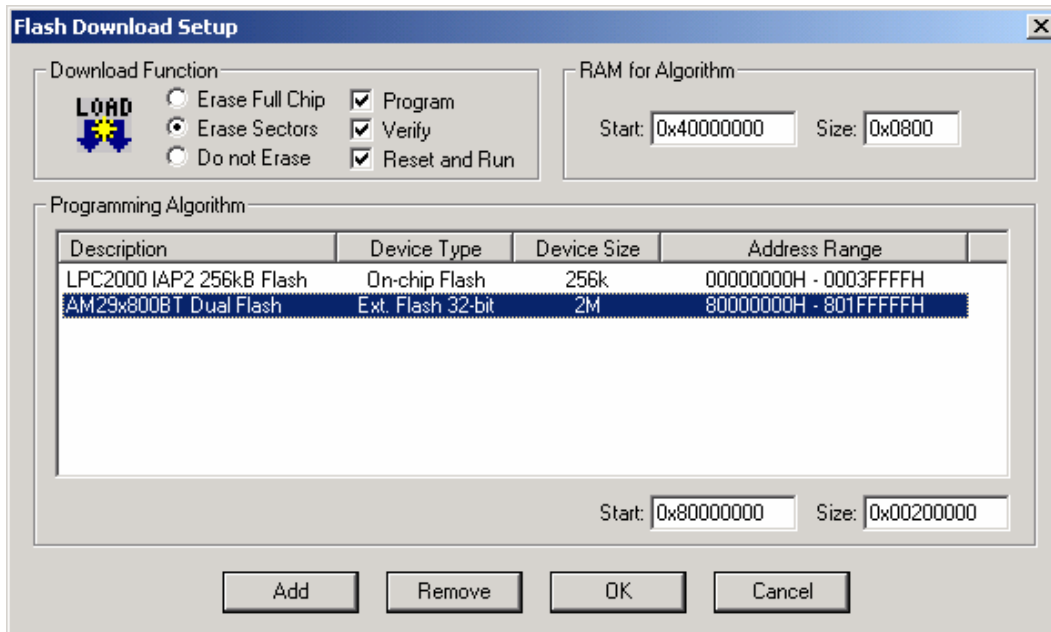 Flash Download Setup
Download Function
LOAD
Erase Full Chip
Erase Sectors
Do not Erase
Program
Verify
Reset and Run
RAM for Algorithm
Start: 0x40000000 Size: 0x0800
Programming Algorithm
Description Device Type Device Size Address Range
LPC2000 IAP2 256kB Flash On-chip Flash 256k 00000000H - 0003FFFFH
AM29x800BT Dual Flash Ext. Flash 32-bit 2M 80000000H - 801FFFFFH
Start: 0x80000000 Size: 0x00200000
Add Remove OK Cancel